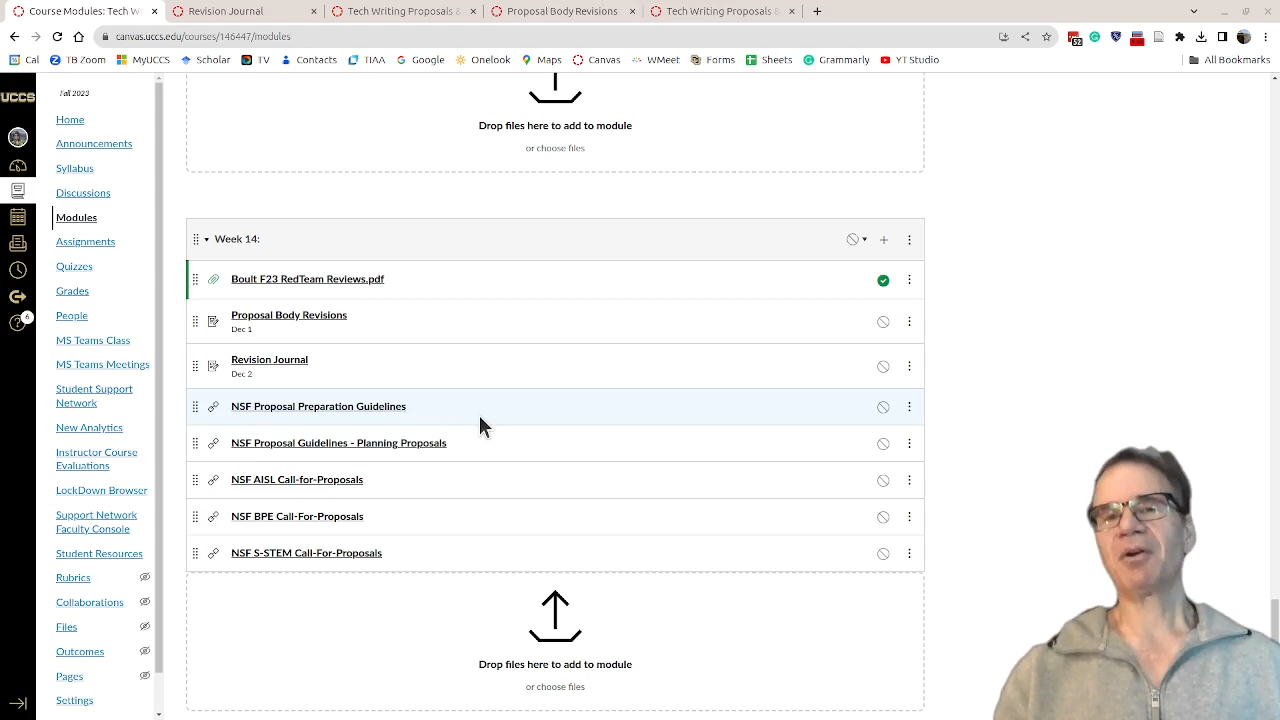 Course Modules: Tech W
Revision Journal
Tech Writing Proposals &
Proposal Body Revisions
Tech Writing Proposals &
canvas.uccs.edu/courses/146447/modules
52
Cal
TB Zoom
MyUCCS
Scholar
TV
Contacts
TIAA
Google
Onelook
Maps
Canvas
WMeet
Forms
Sheets
Grammarly
YT Studio
All Bookmarks
UCCS
6
Fall 2023
Home
Announcements
Syllabus
Discussions
Modules
Assignments
Quizzes
Grades
People
MS Teams Class
MS Teams Meetings
Student Support
Network
New Analytics
Instructor Course
Evaluations
LockDown Browser
Support Network
Faculty Console
Student Resources
Rubrics
Collaborations
Files
Outcomes
Pages
Settings
Drop files here to add to module
or choose files
Week 14:
Boult F23 RedTeam Reviews.pdf
Proposal Body Revisions
Dec 1
Revision Journal
Dec 2
NSF Proposal Preparation Guidelines
NSF Proposal Guidelines - Planning Proposals
NSF AISL Call-for-Proposals
NSF BPE Call-For-Proposals
NSF S-STEM Call-For-Proposals
Drop files here to add to module
or choose files